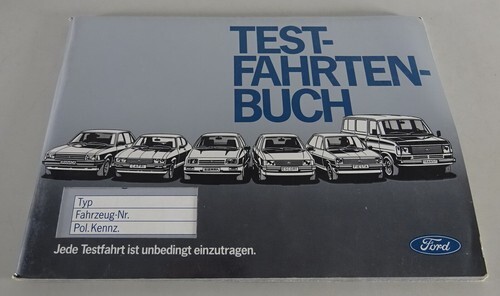 TEST-
FAHRTEN-
BUCH
Typ
Fahrzeug-Nr.
Pol. Kennz.
Jede Testfahrt ist unbedingt einzutragen.
Ford